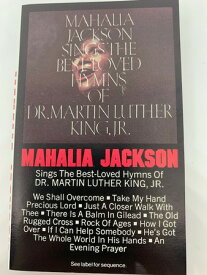 MAHALIA
JACKSON
SINGS THE
BEST-LOVED
HYMNS
OF
DR. MARTIN LUTHER
KING, JR.
MAHALIA JACKSON
Sings The Best-Loved Hymns Of
DR. MARTIN LUTHER KING, JR.
We Shall Overcome • Take My Hand
Precious Lord • Just A Closer Walk With
Thee • There Is A Balm In Gilead • The Old
Rugged Cross • Rock Of Ages • How I Got
Over • If I Can Help Somebody • He's Got
The Whole World In His Hands • An
Evening Prayer
See label for sequence